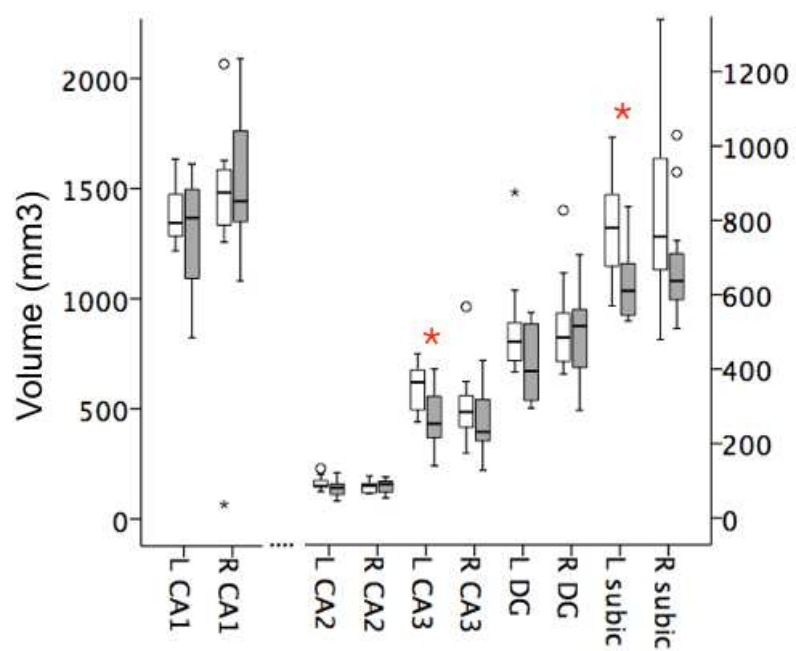 Volume (mm3)
2000
1500
1000
500
0
1200
1000
800
600
400
200
0
L CA1
R CA1
L CA2
R CA2
L CA3
R CA3
L DG
R DG
L subic
R subic